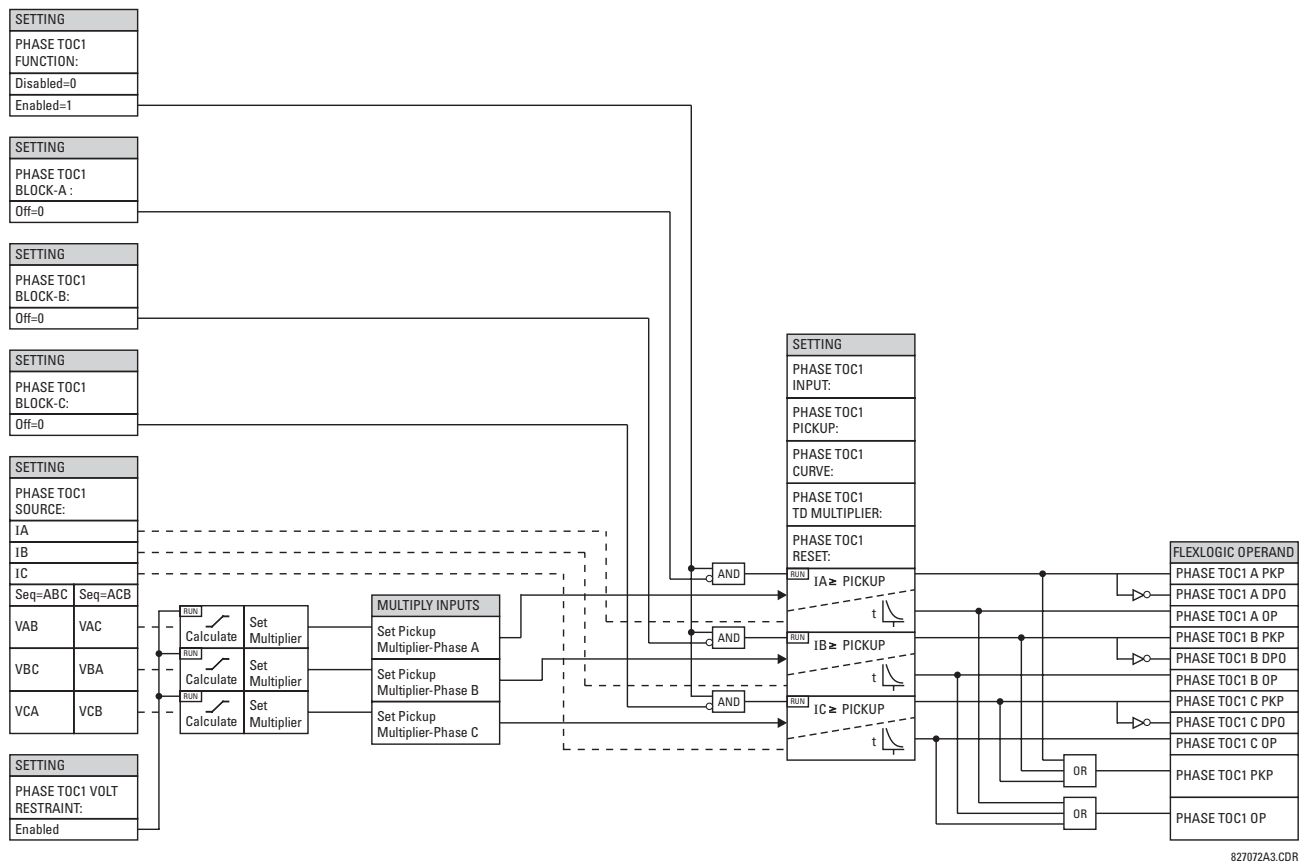 SETTING
PHASE TOC1
FUNCTION:
Disabled=0
Enabled=1
SETTING
PHASE TOC1
BLOCK-A :
Off=0
SETTING
PHASE TOC1
BLOCK-B:
Off=0
SETTING
PHASE TOC1
BLOCK-C:
Off=0
SETTING
PHASE TOC1
SOURCE:
IA
IB
IC
Seq=ABC Seq=ACB
VAB VAC
VBC VBA
VCA VCB
SETTING
PHASE TOC1 VOLT
RESTRAINT:
Enabled
RUN
Calculate
Set
Multiplier
RUN
Calculate
Set
Multiplier
RUN
Calculate
Set
Multiplier
MULTIPLY INPUTS
Set Pickup
Multiplier-Phase A
Set Pickup
Multiplier-Phase B
Set Pickup
Multiplier-Phase C
AND
AND
AND
SETTING
PHASE TOC1
INPUT:
PHASE TOC1
PICKUP:
PHASE TOC1
CURVE:
PHASE TOC1
TD MULTIPLIER:
PHASE TOC1
RESET:
RUN
IA ≥ PICKUP
t
RUN
IB ≥ PICKUP
t
RUN
IC ≥ PICKUP
t
OR
OR
FLEXLOGIC OPERAND
PHASE TOC1 A PKP
PHASE TOC1 A DPO
PHASE TOC1 A OP
PHASE TOC1 B PKP
PHASE TOC1 B DPO
PHASE TOC1 B OP
PHASE TOC1 C PKP
PHASE TOC1 C DPO
PHASE TOC1 C OP
PHASE TOC1 PKP
PHASE TOC1 OP
827072A3.CDR